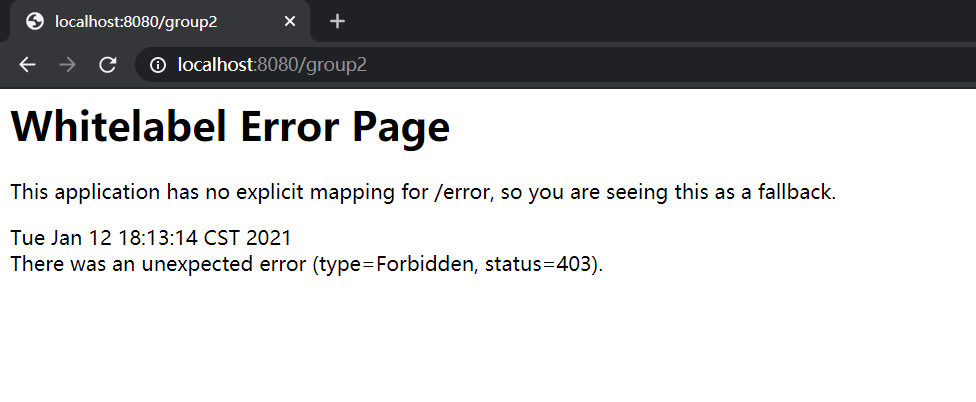 localhost:8080/group2
localhost:8080/group2
Whitelabel Error Page
This application has no explicit mapping for /error, so you are seeing this as a fallback.
Tue Jan 12 18:13:14 CST 2021
There was an unexpected error (type=Forbidden, status=403).